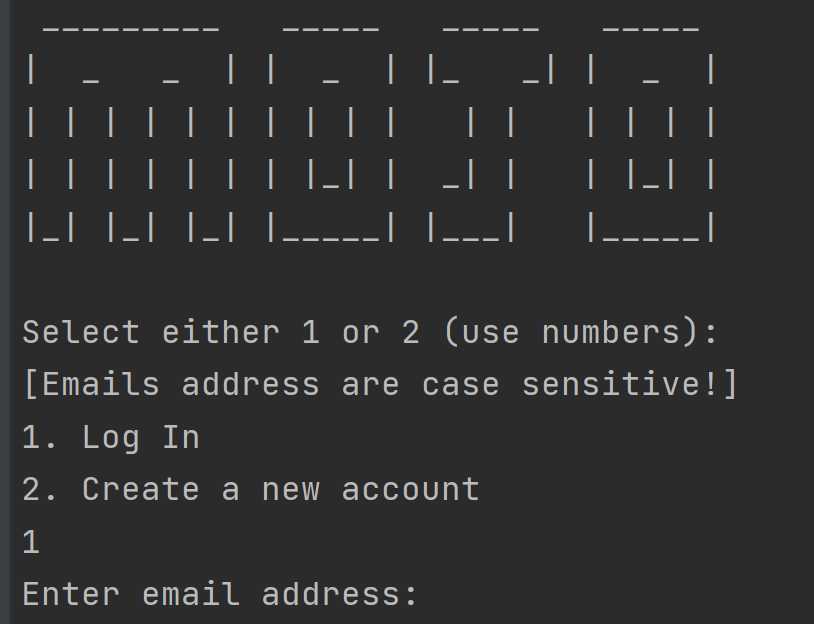 _________   _____   _____   _____
|  _   _  | |  _  | |_   _| |  _  |
| | | | | | | | | |   | |   | | | |
| | | | | | | |_| |  _| |   | |_| |
|_| |_| |_| |_____| |___|   |_____|
Select either 1 or 2 (use numbers):
[Emails address are case sensitive!]
1. Log In
2. Create a new account
1
Enter email address: